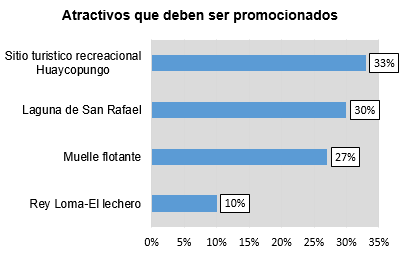 Atractivos que deben ser promocionados
Sitio turistico recreacional
Huaycopungo
33%
Laguna de San Rafael
30%
Muelle flotante
27%
Rey Loma-El lechero
10%
0% 5% 10% 15% 20% 25% 30% 35%